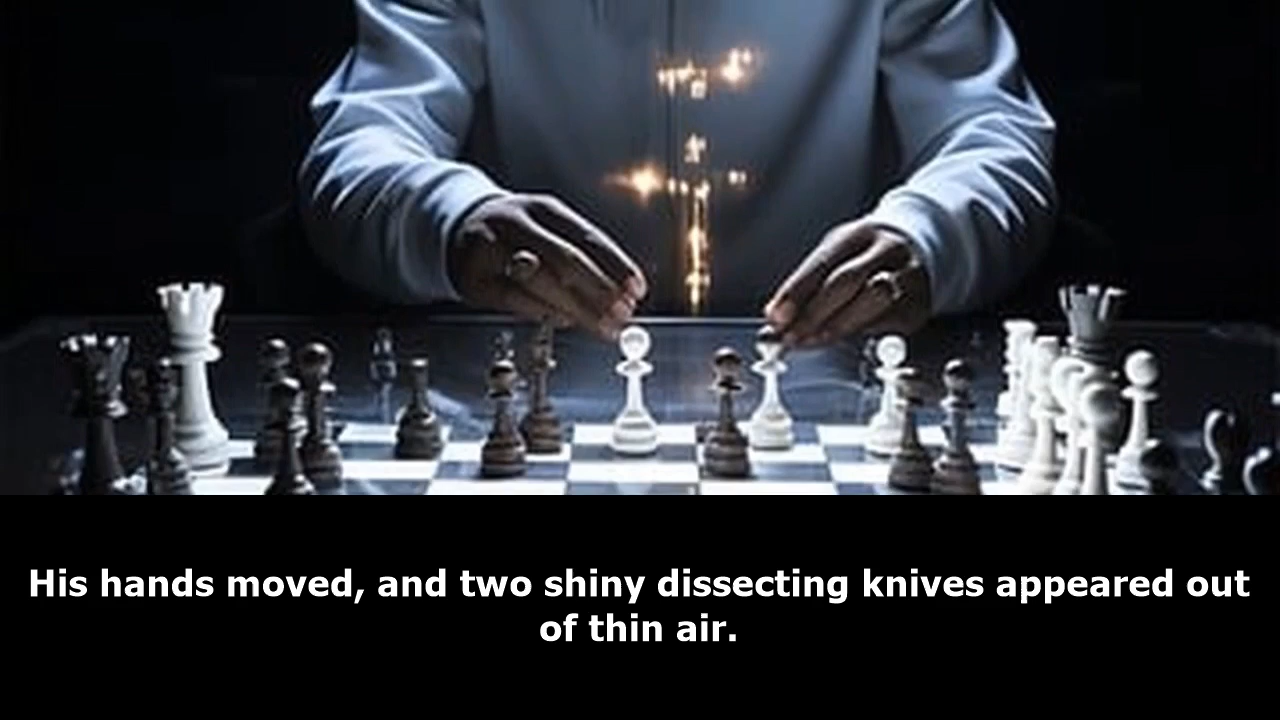 His hands moved, and two shiny dissecting knives appeared out
of thin air.